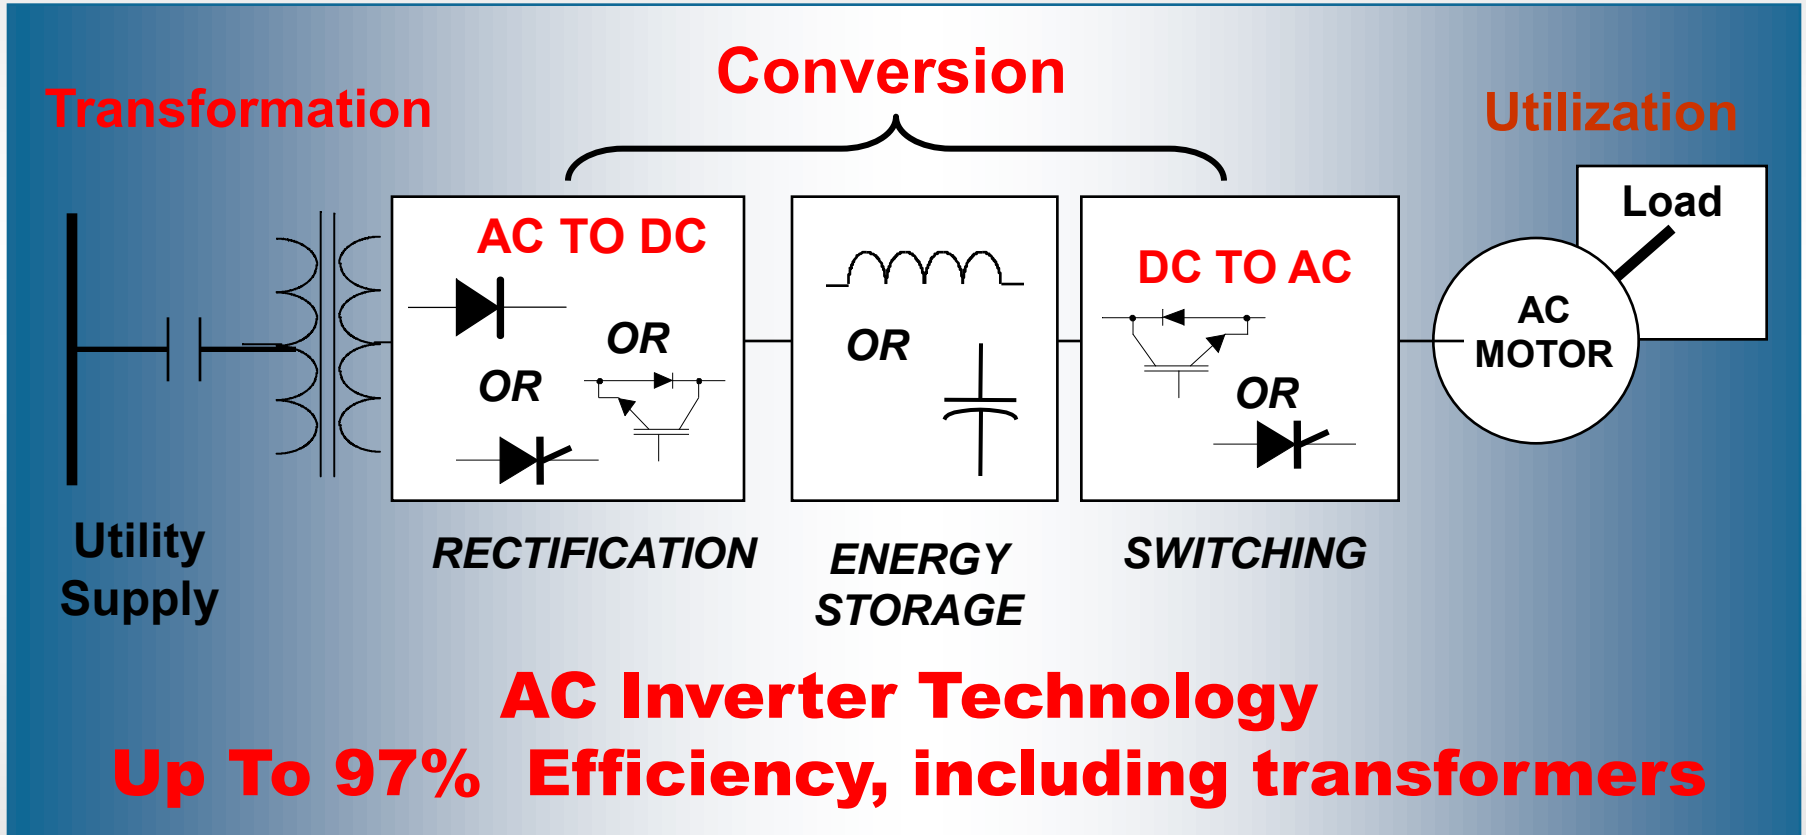 Conversion
Transformation
Utilization
AC TO DC
OR
OR
OR
DC TO AC
OR
Load
AC
MOTOR
Utility
Supply
RECTIFICATION
ENERGY
STORAGE
SWITCHING
AC Inverter Technology
Up To 97% Efficiency, including transformers